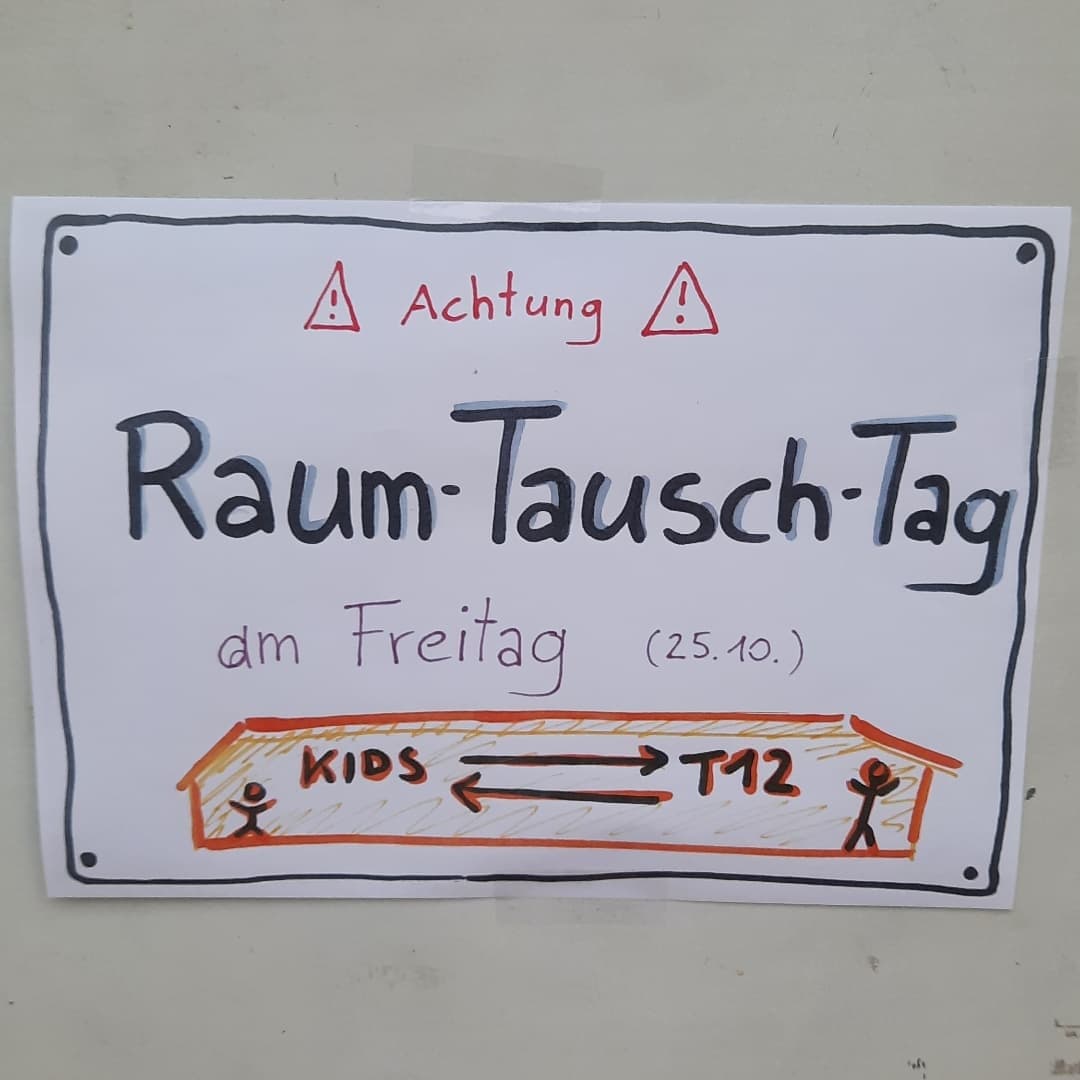 ! Achtung !
Raum-Tausch-Tag
am Freitag (25.10.)
KIDS T12